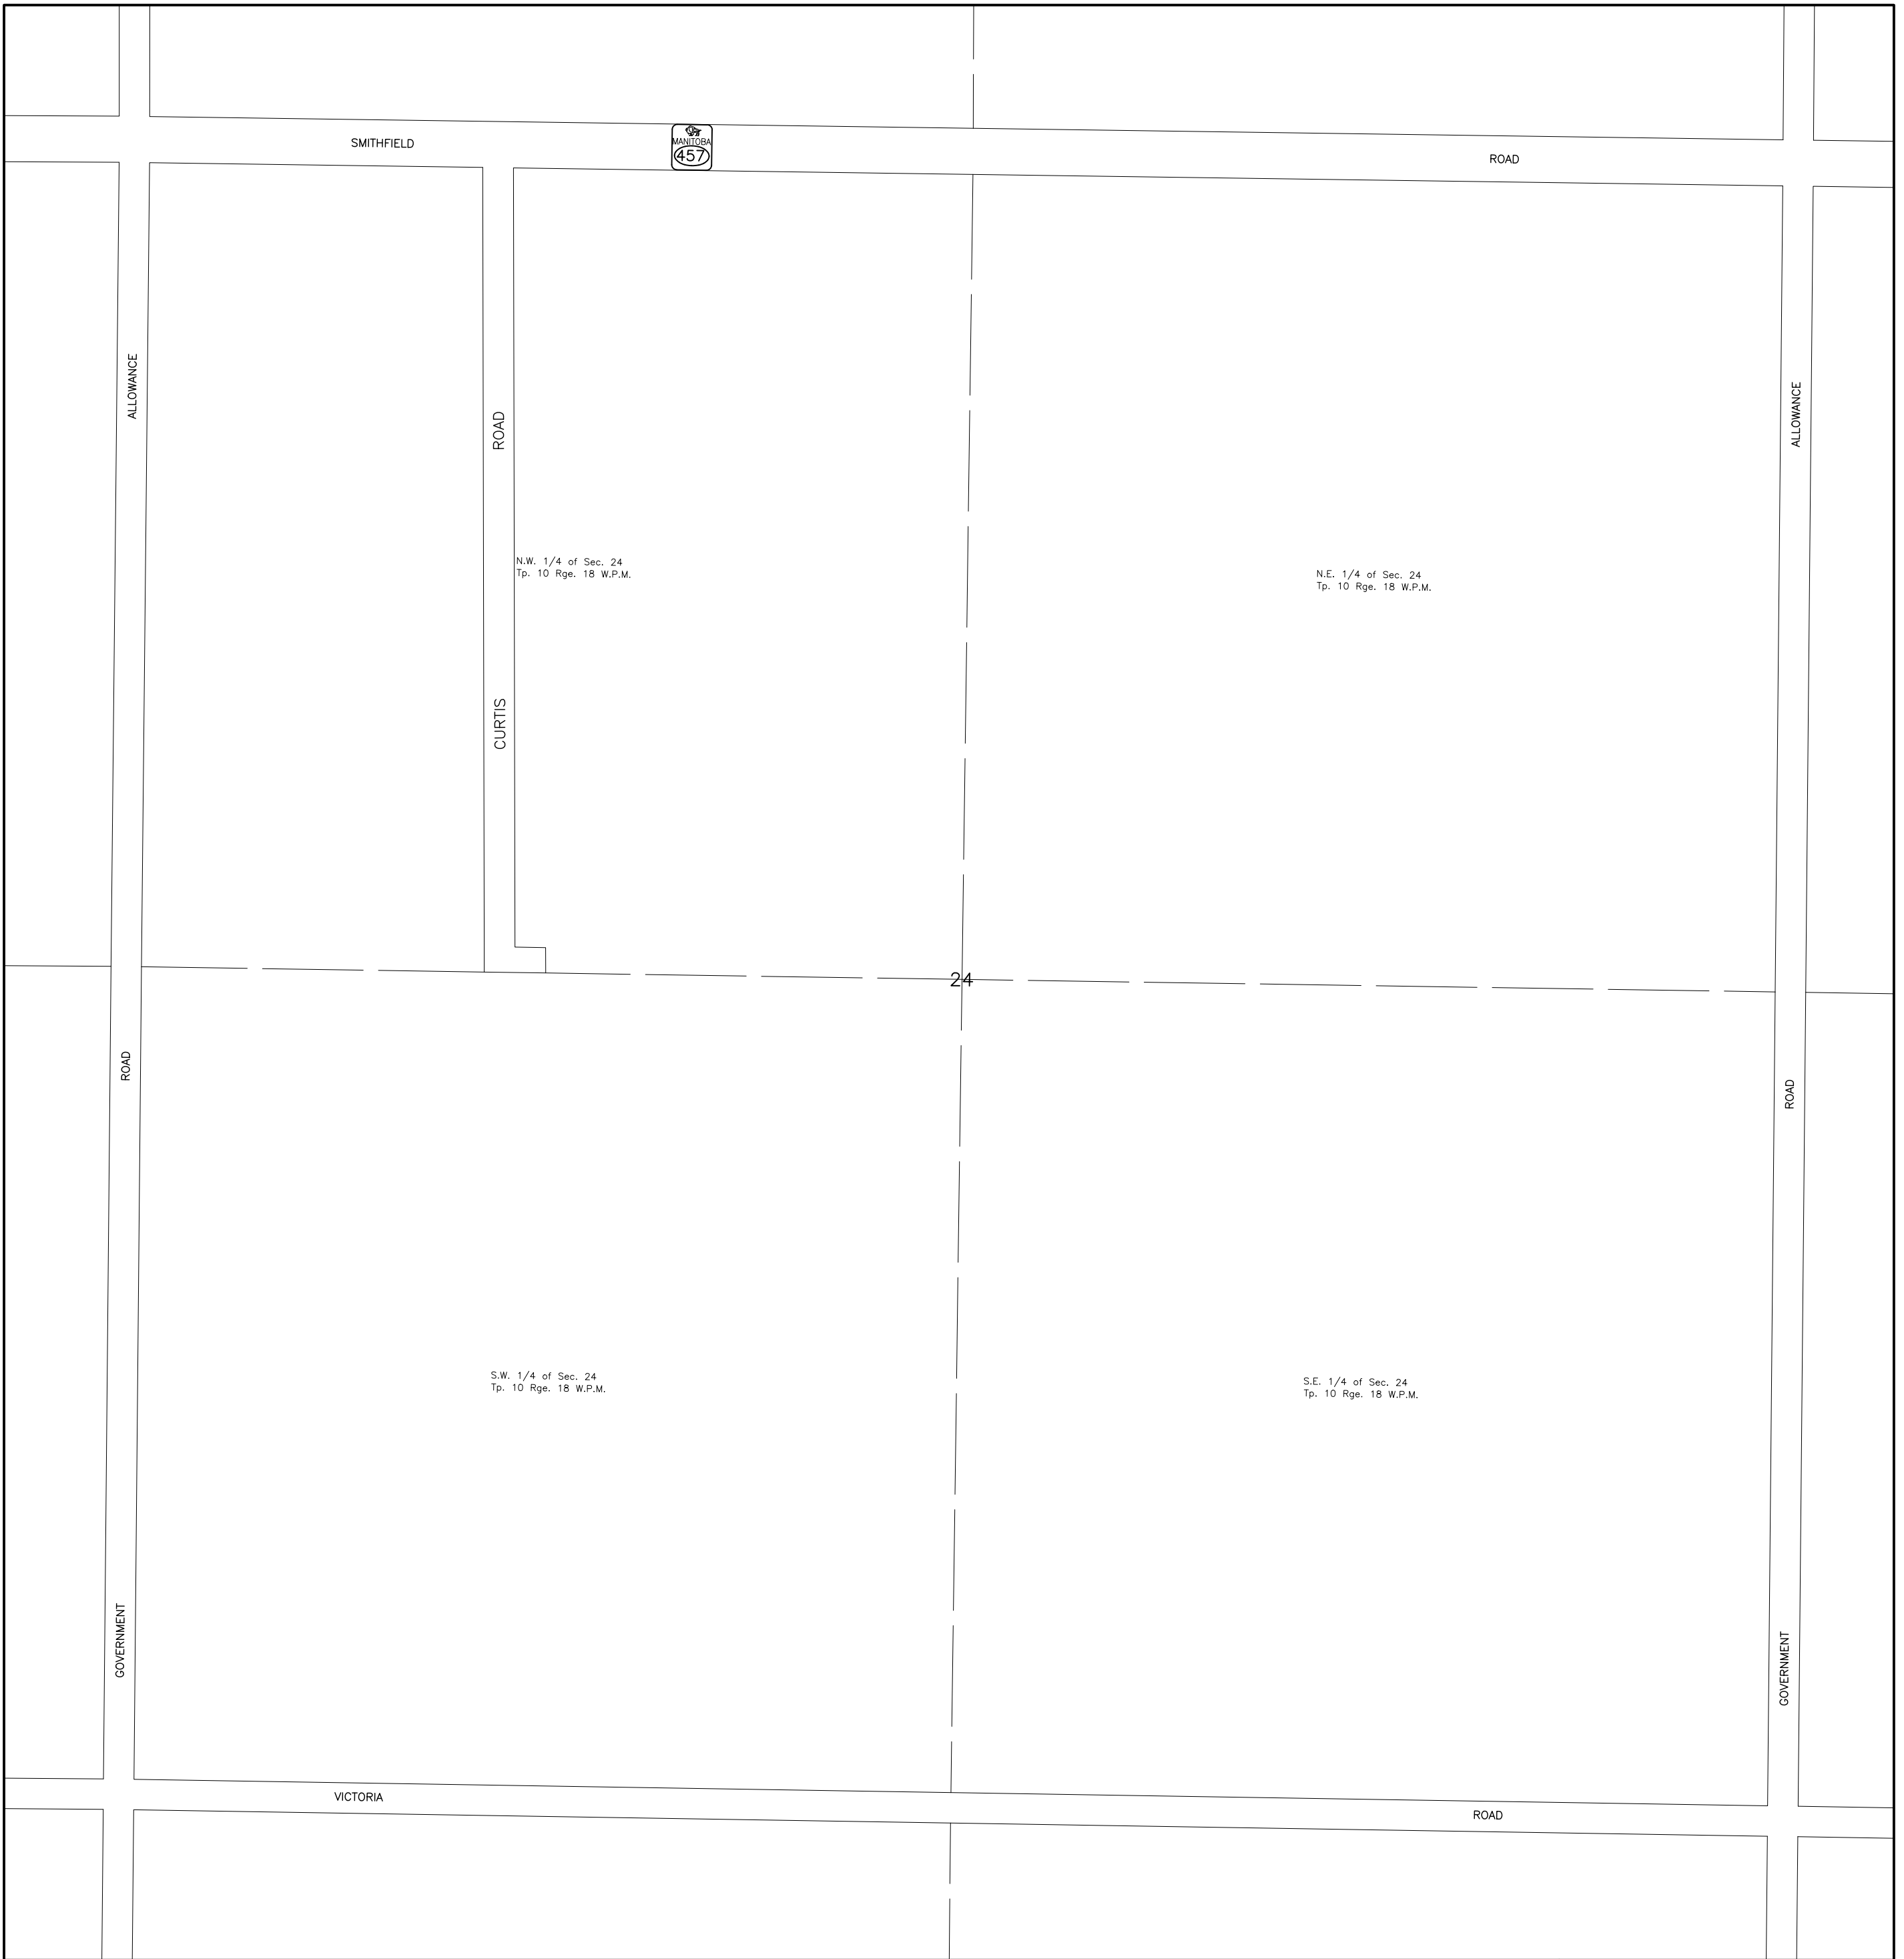 SMITHFIELD
MANITOBA
457
ROAD
ALLOWANCE
ALLOWANCE
ROAD
N.W. 1/4 of Sec. 24
Tp. 10 Rge. 18 W.P.M.
N.E. 1/4 of Sec. 24
Tp. 10 Rge. 18 W.P.M.
CURTIS
24
ROAD
ROAD
S.W. 1/4 of Sec. 24
Tp. 10 Rge. 18 W.P.M.
S.E. 1/4 of Sec. 24
Tp. 10 Rge. 18 W.P.M.
GOVERNMENT
GOVERNMENT
VICTORIA
ROAD